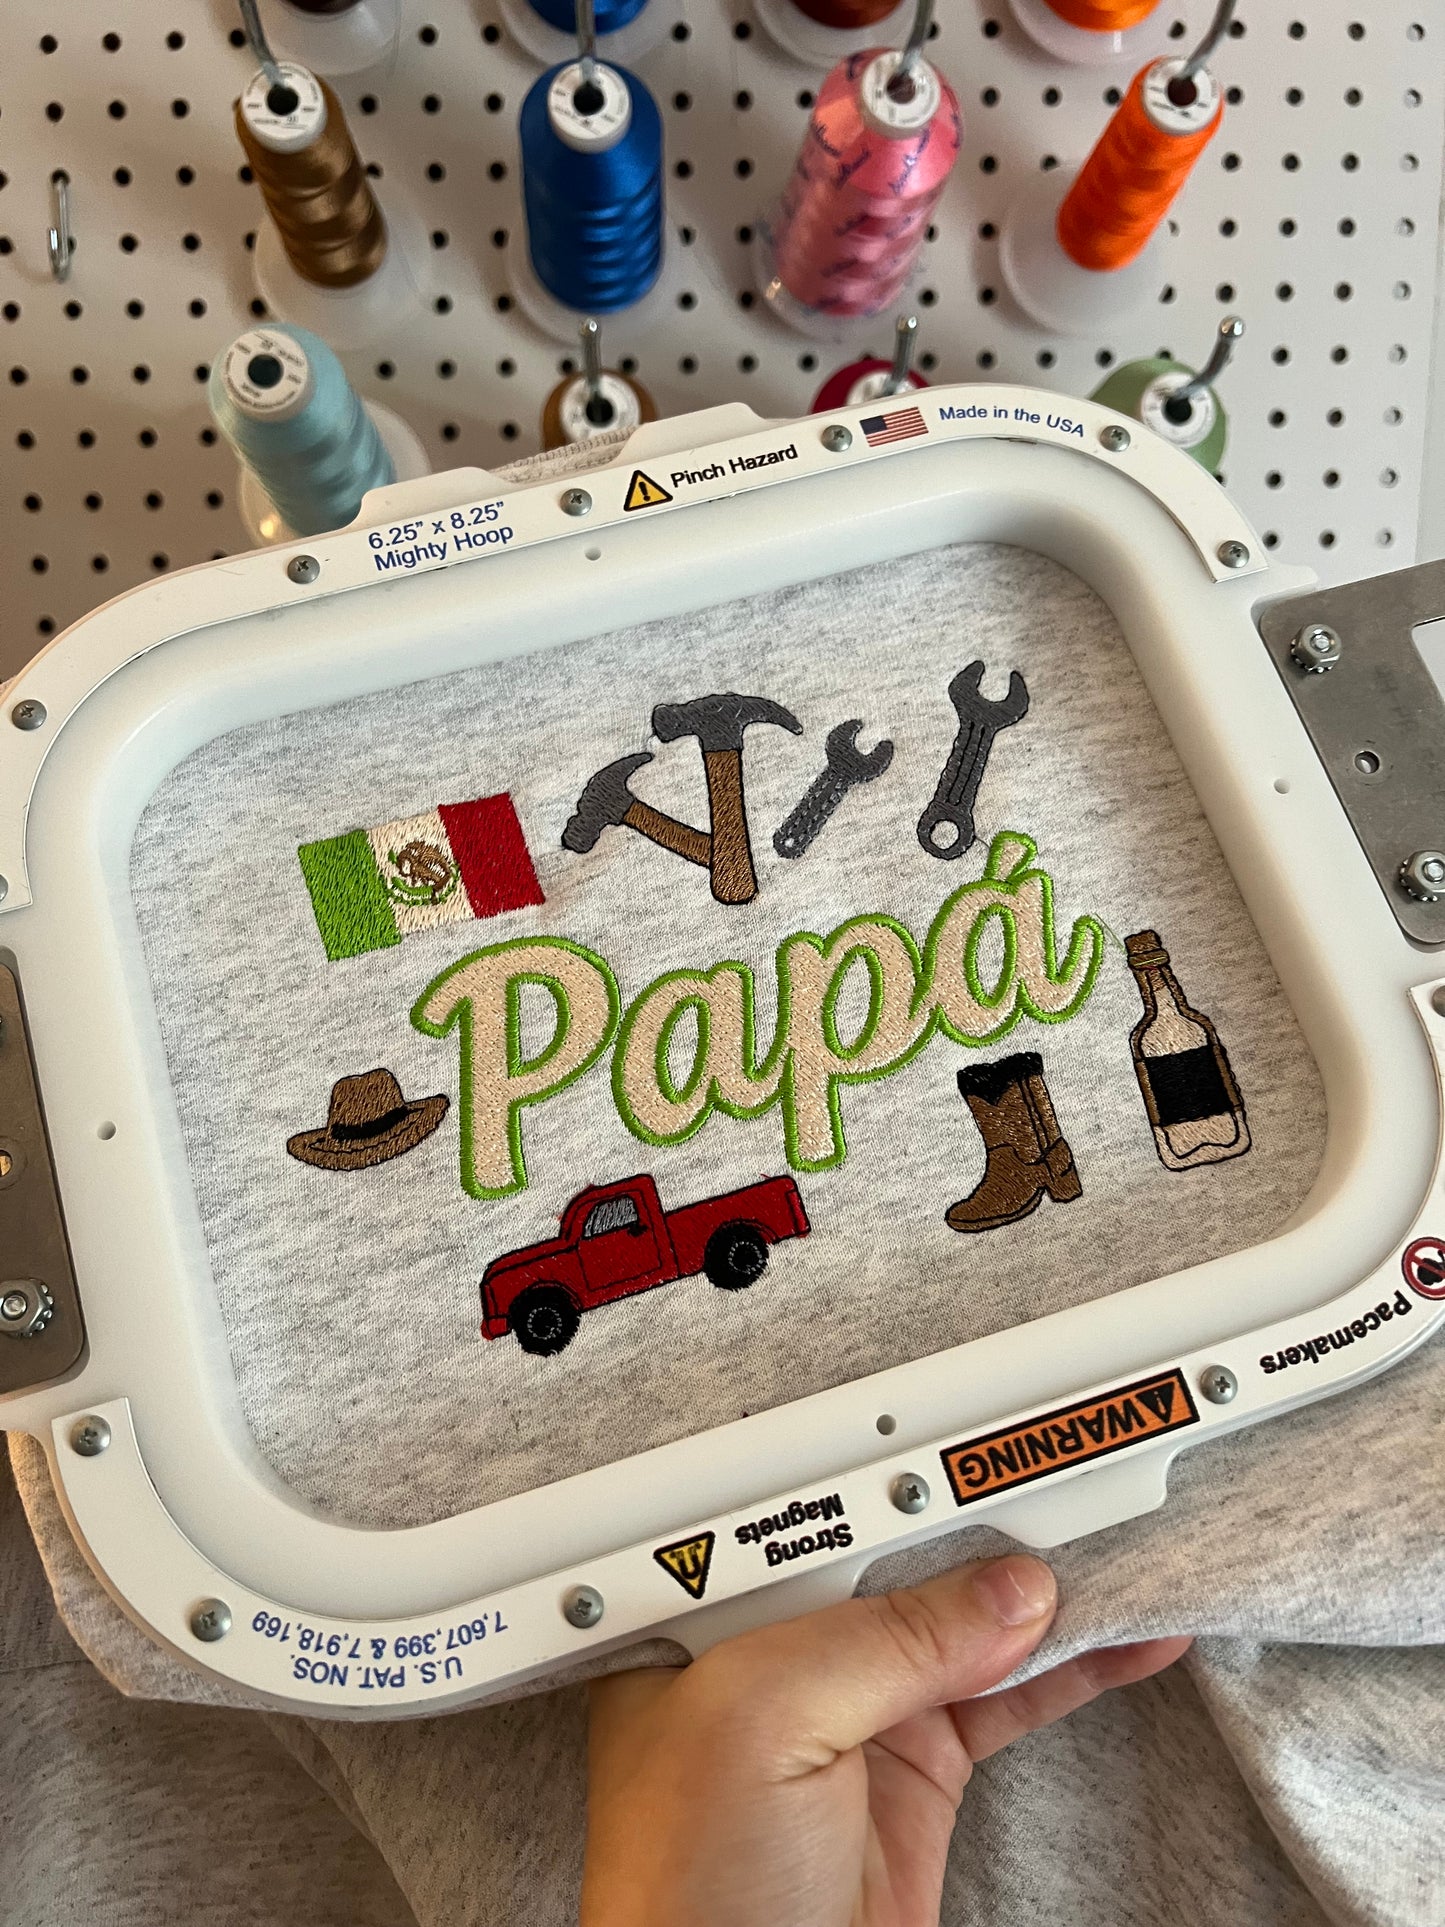 Made in the USA
Pinch Hazard
6.25" x 8.25"
Mighty Hoop
Papá
Pacemakers
WARNING
Strong
Magnets
U.S. PAT. NOS.
7,607,399 & 7,918,169